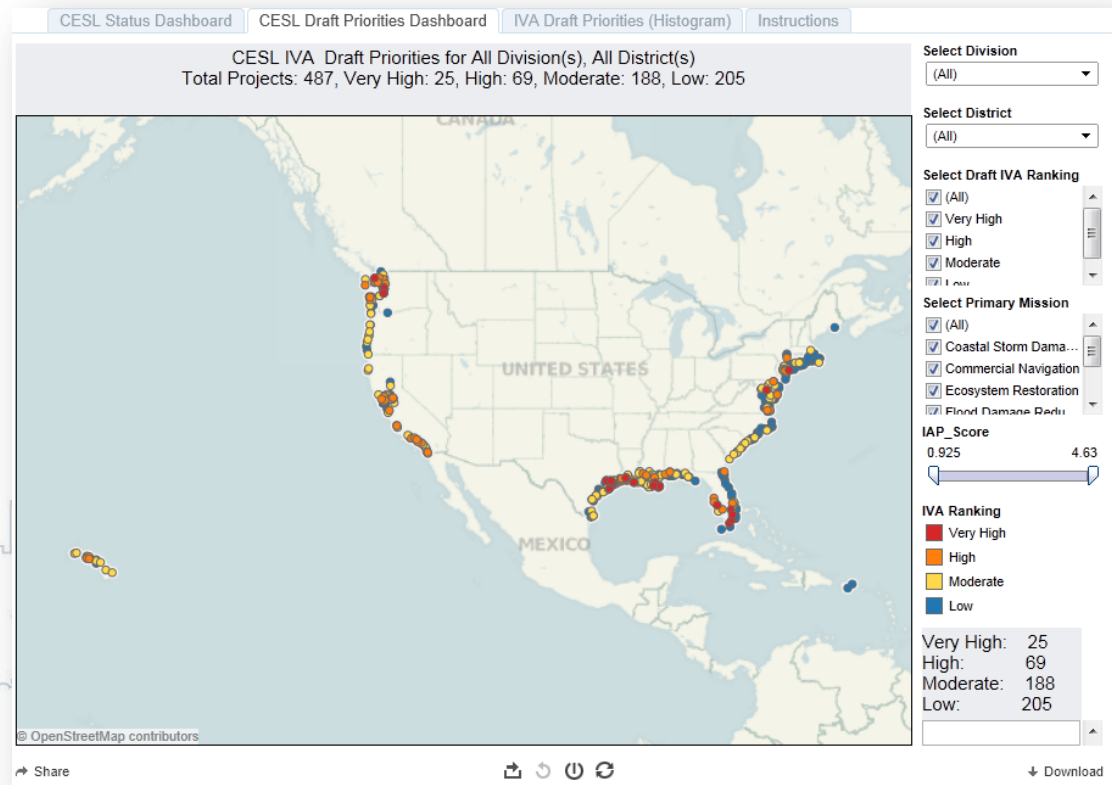 CESL Status Dashboard
CESL Draft Priorities Dashboard
IVA Draft Priorities (Histogram)
Instructions
CESL IVA  Draft Priorities for All Division(s), All District(s)
Total Projects: 487, Very High: 25, High: 69, Moderate: 188, Low: 205
CANADA
UNITED STATES
MEXICO
© OpenStreetMap contributors
Select Division
(All)
Select District
(All)
Select Draft IVA Ranking
(All)
Very High
High
Moderate
Low
Select Primary Mission
(All)
Coastal Storm Dama...
Commercial Navigation
Ecosystem Restoration
Flood Damage Redu
IAP_Score
0.925 4.63
IVA Ranking
Very High
High
Moderate
Low
Very High: 25
High: 69
Moderate: 188
Low: 205
Share
Download